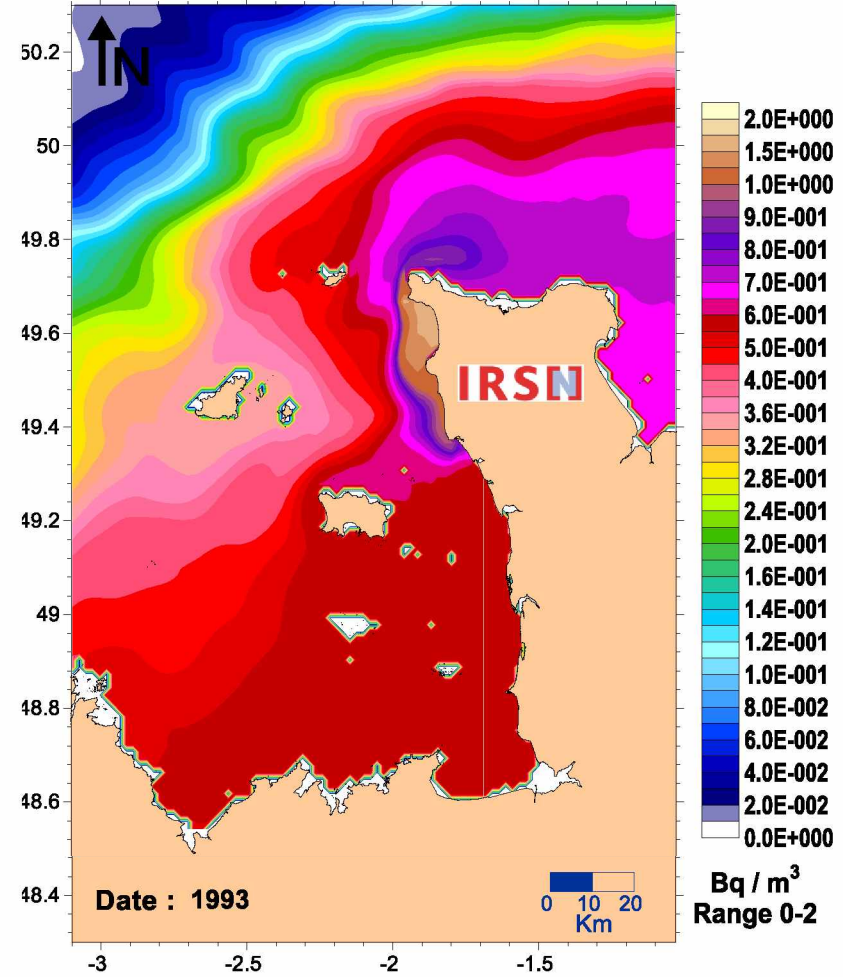 N
50.2
50
49.8
49.6
49.4
49.2
49
48.8
48.6
48.4
IRSN
2.0E+000
1.5E+000
1.0E+000
9.0E-001
8.0E-001
7.0E-001
6.0E-001
5.0E-001
4.0E-001
3.6E-001
3.2E-001
2.8E-001
2.4E-001
2.0E-001
1.6E-001
1.4E-001
1.2E-001
1.0E-001
8.0E-002
6.0E-002
4.0E-002
2.0E-002
0.0E+000
Bq / m³
Range 0-2
Date : 1993
0 10 20
Km
-3 -2.5 -2 -1.5